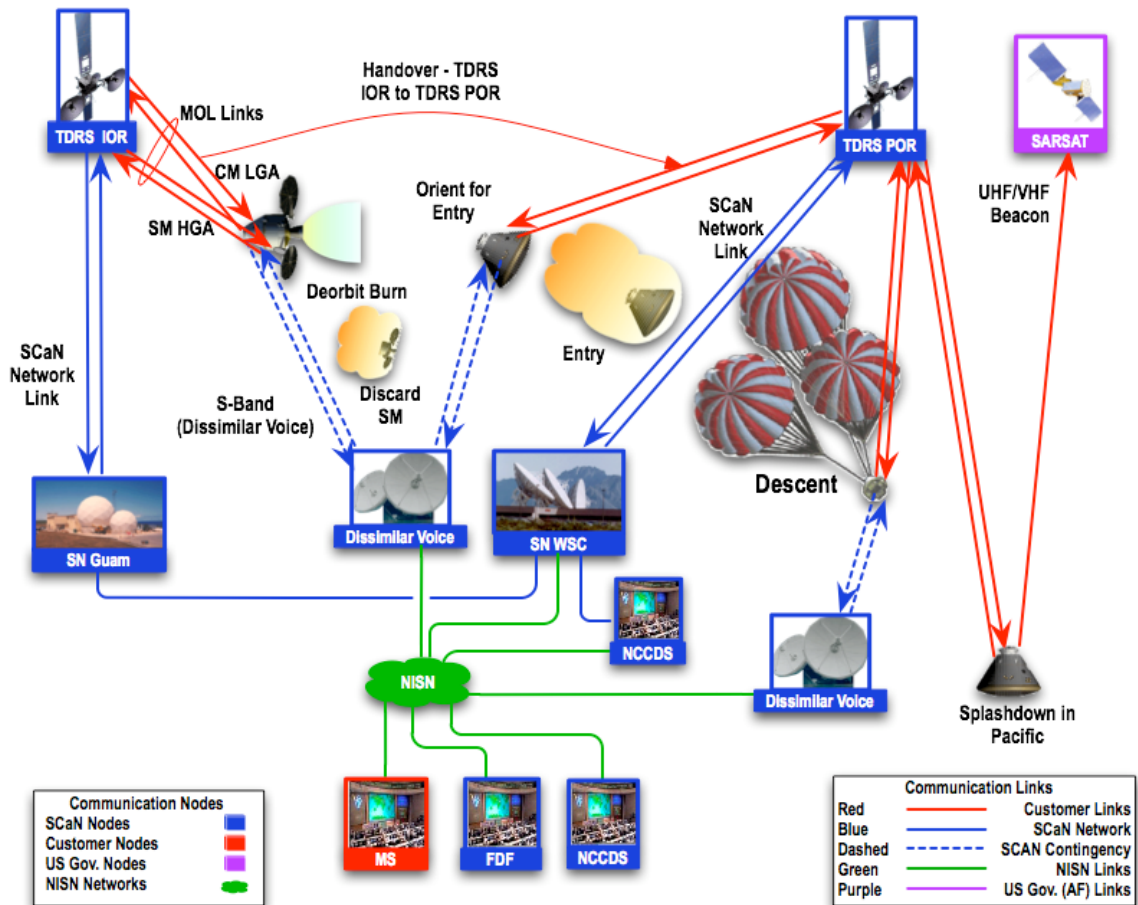 Handover - TDRS
IOR to TDRS POR
MOL Links
TDRS IOR
TDRS POR
SARSAT
CM LGA
Orient for
Entry
UHF/VHF
Beacon
SCaN
Network
Link
SM HGA
Deorbit Burn
Entry
SCaN
Network
Link
Discard
SM
S-Band
(Dissimilar Voice)
Descent
Dissimilar Voice
SN WSC
SN Guam
NCCDS
NISN
Dissimilar Voice
Splashdown in
Pacific
MS
FDF
NCCDS
Communication Nodes
SCaN Nodes
Customer Nodes
US Gov. Nodes
NISN Networks
Communication Links
Red Customer Links
Blue SCaN Network
Dashed SCAN Contingency
Green NISN Links
Purple US Gov. (AF) Links